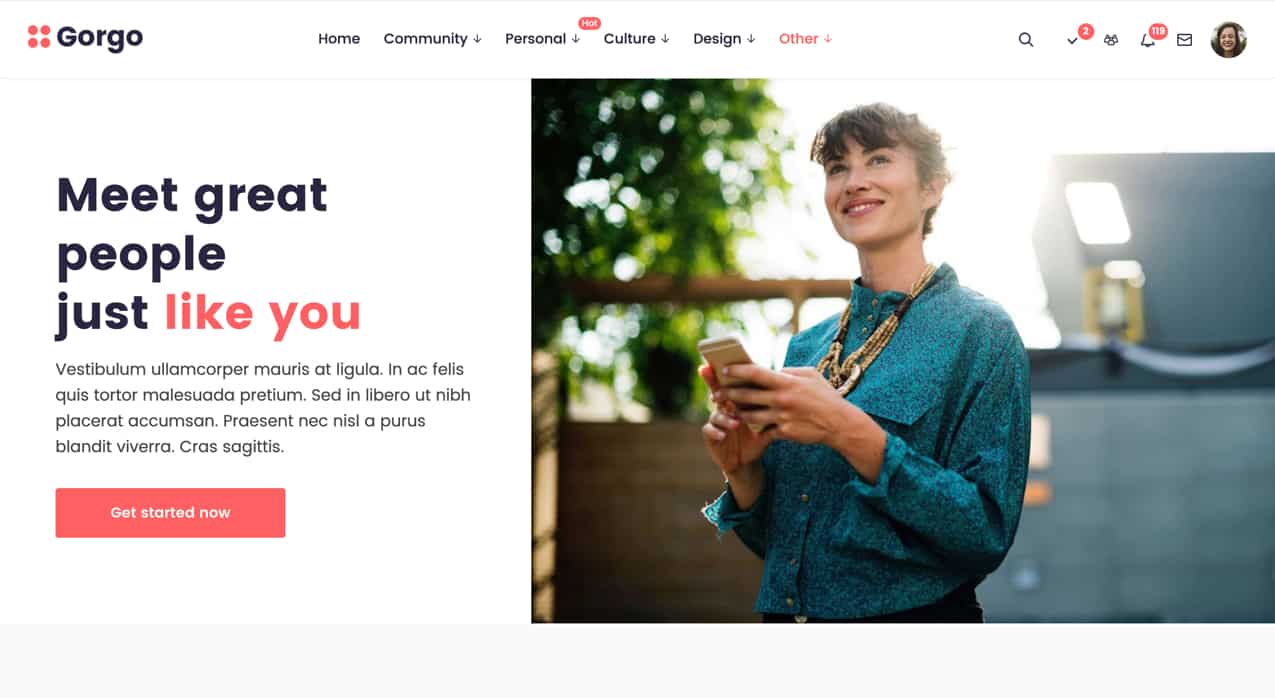 Gorgo
Home Community Personal Hot Culture Design Other
2 119
Meet great
people
just like you
Vestibulum ullamcorper mauris at ligula. In ac felis
quis tortor malesuada pretium. Sed in libero ut nibh
placerat accumsan. Praesent nec nisl a purus
blandit viverra. Cras sagittis.
Get started now